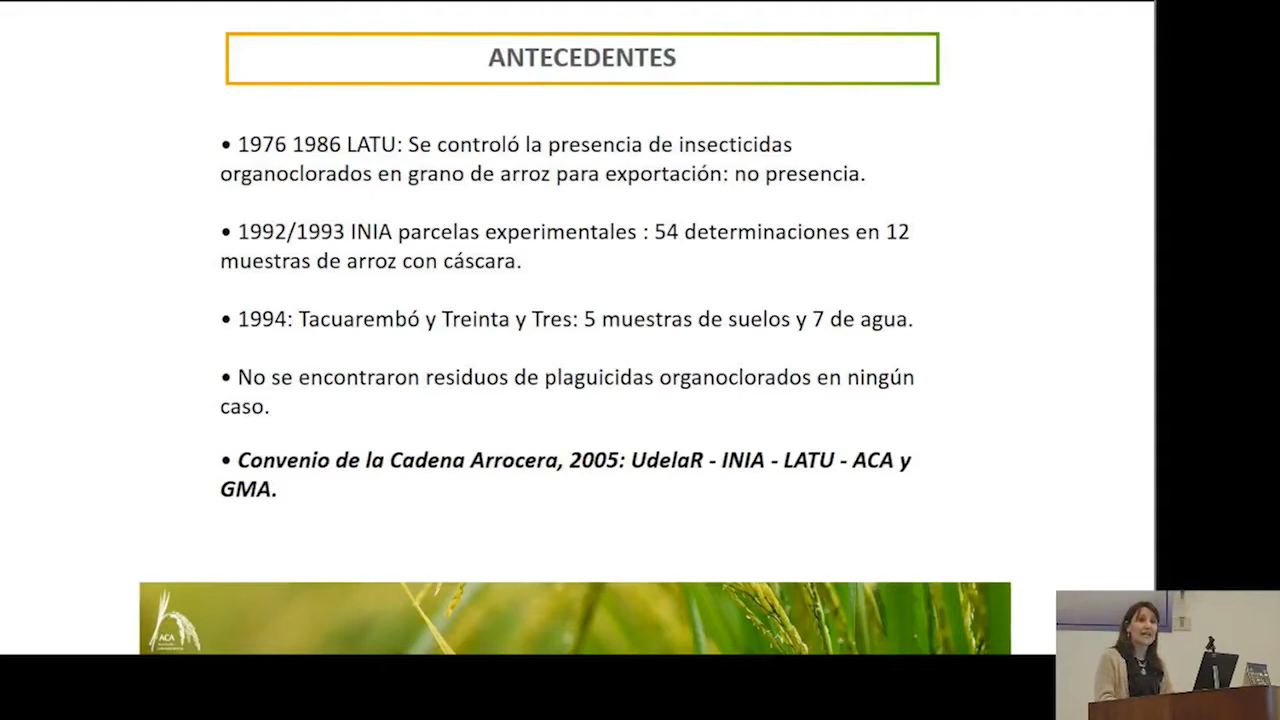 ANTECEDENTES
• 1976 1986 LATU: Se controló la presencia de insecticidas
organoclorados en grano de arroz para exportación: no presencia.
• 1992/1993 INIA parcelas experimentales : 54 determinaciones en 12
muestras de arroz con cáscara.
• 1994: Tacuarembó y Treinta y Tres: 5 muestras de suelos y 7 de agua.
• No se encontraron residuos de plaguicidas organoclorados en ningún
caso.
• Convenio de la Cadena Arrocera, 2005: UdelaR - INIA - LATU - ACA y
GMA.
ACA